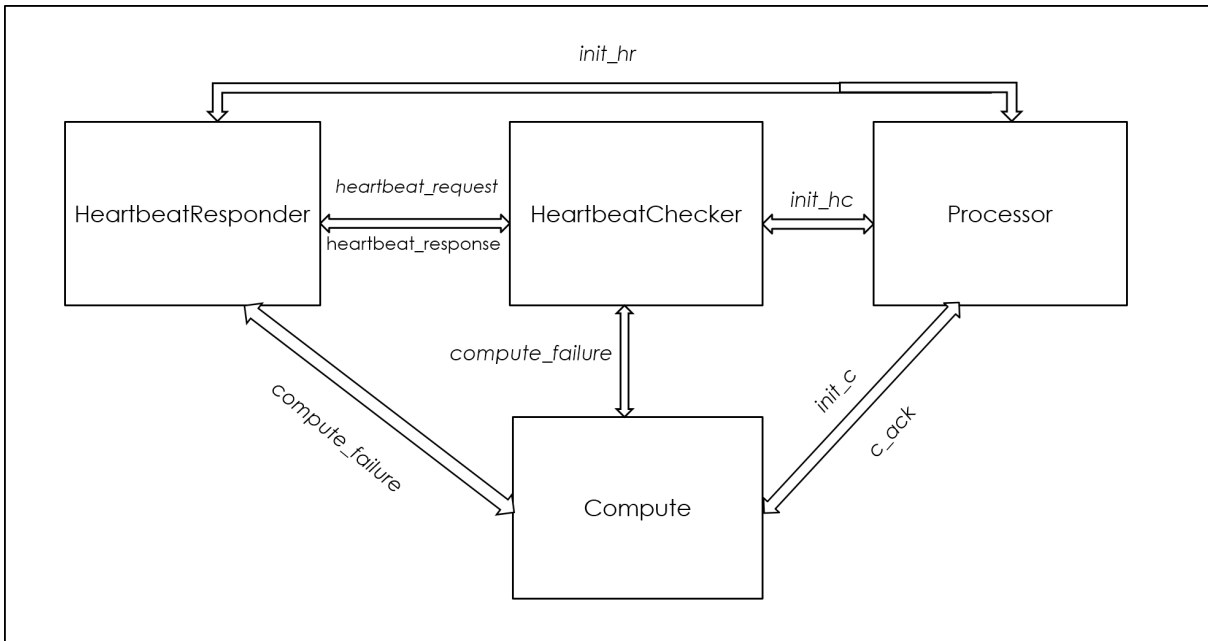 init_hr
HeartbeatResponder
heartbeat_request
heartbeat_response
HeartbeatChecker
init_hc
Processor
compute_failure
compute_failure
init_c
c_ack
Compute